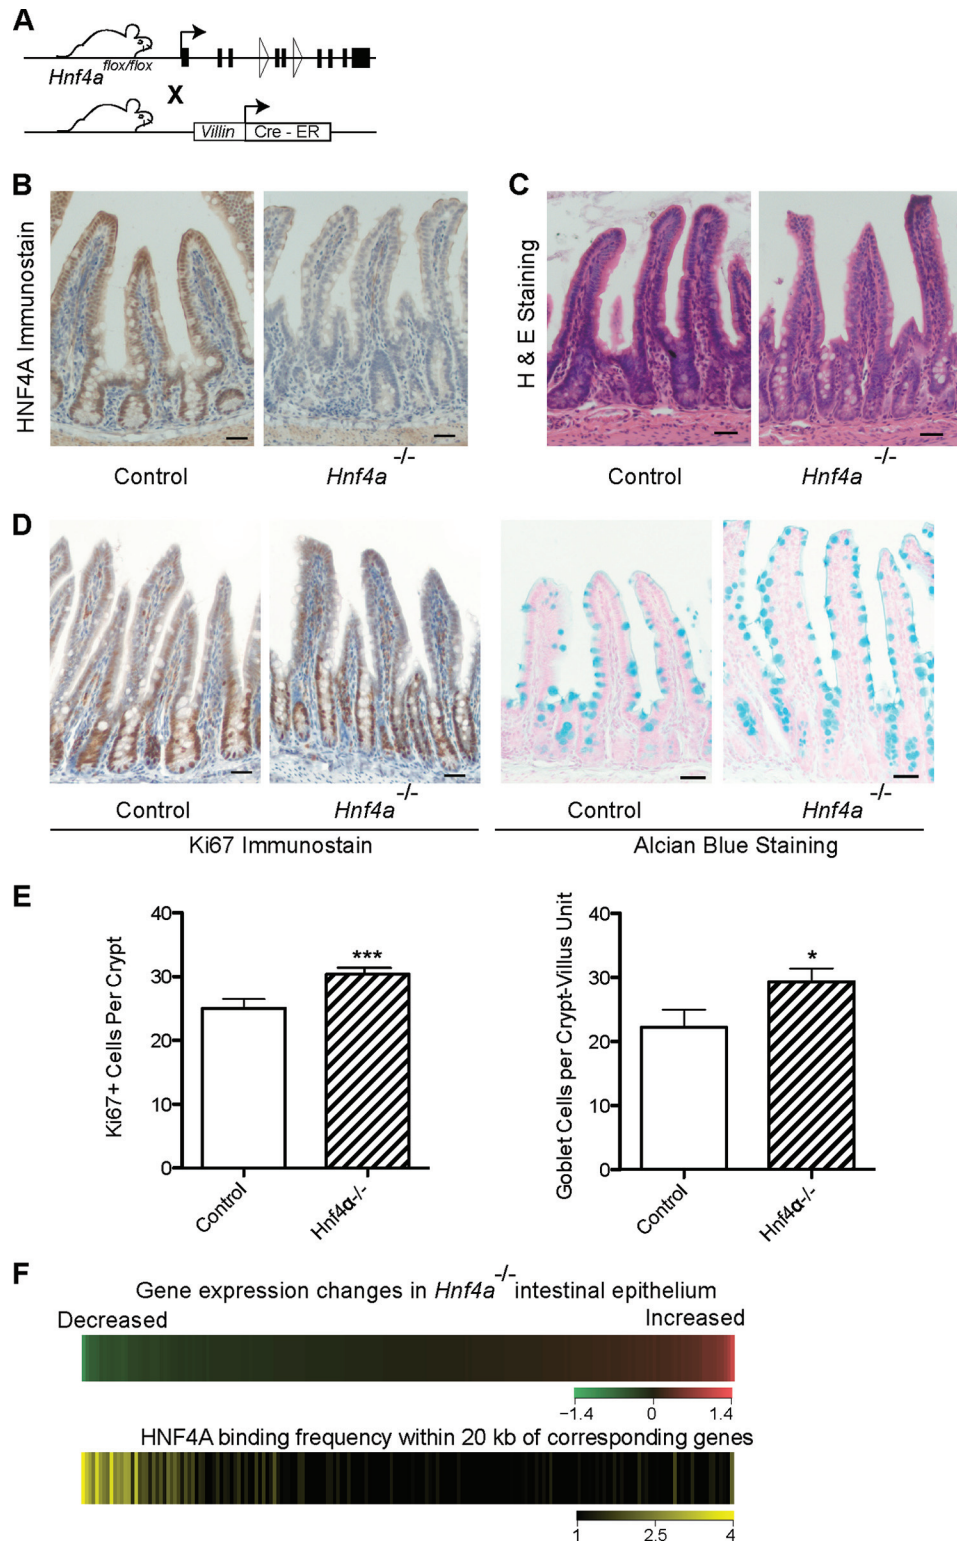 A
Hnf4a flox/flox
X
Villin Cre - ER
B
HNF4A Immunostain
Control
Hnf4a -/-
C
H & E Staining
Control
Hnf4a -/-
D
Control
Hnf4a -/-
Ki67 Immunostain
Control
Hnf4a -/-
Alcian Blue Staining
E
Ki67+ Cells Per Crypt
40
30
20
10
0
***
Control
Hnf4α-/-
Goblet Cells per Crypt-Villus Unit
40
30
20
10
0
*
Control
Hnf4α-/-
F
Gene expression changes in Hnf4a -/- intestinal epithelium
Decreased Increased
−1.4 0 1.4
HNF4A binding frequency within 20 kb of corresponding genes
1 2.5 4